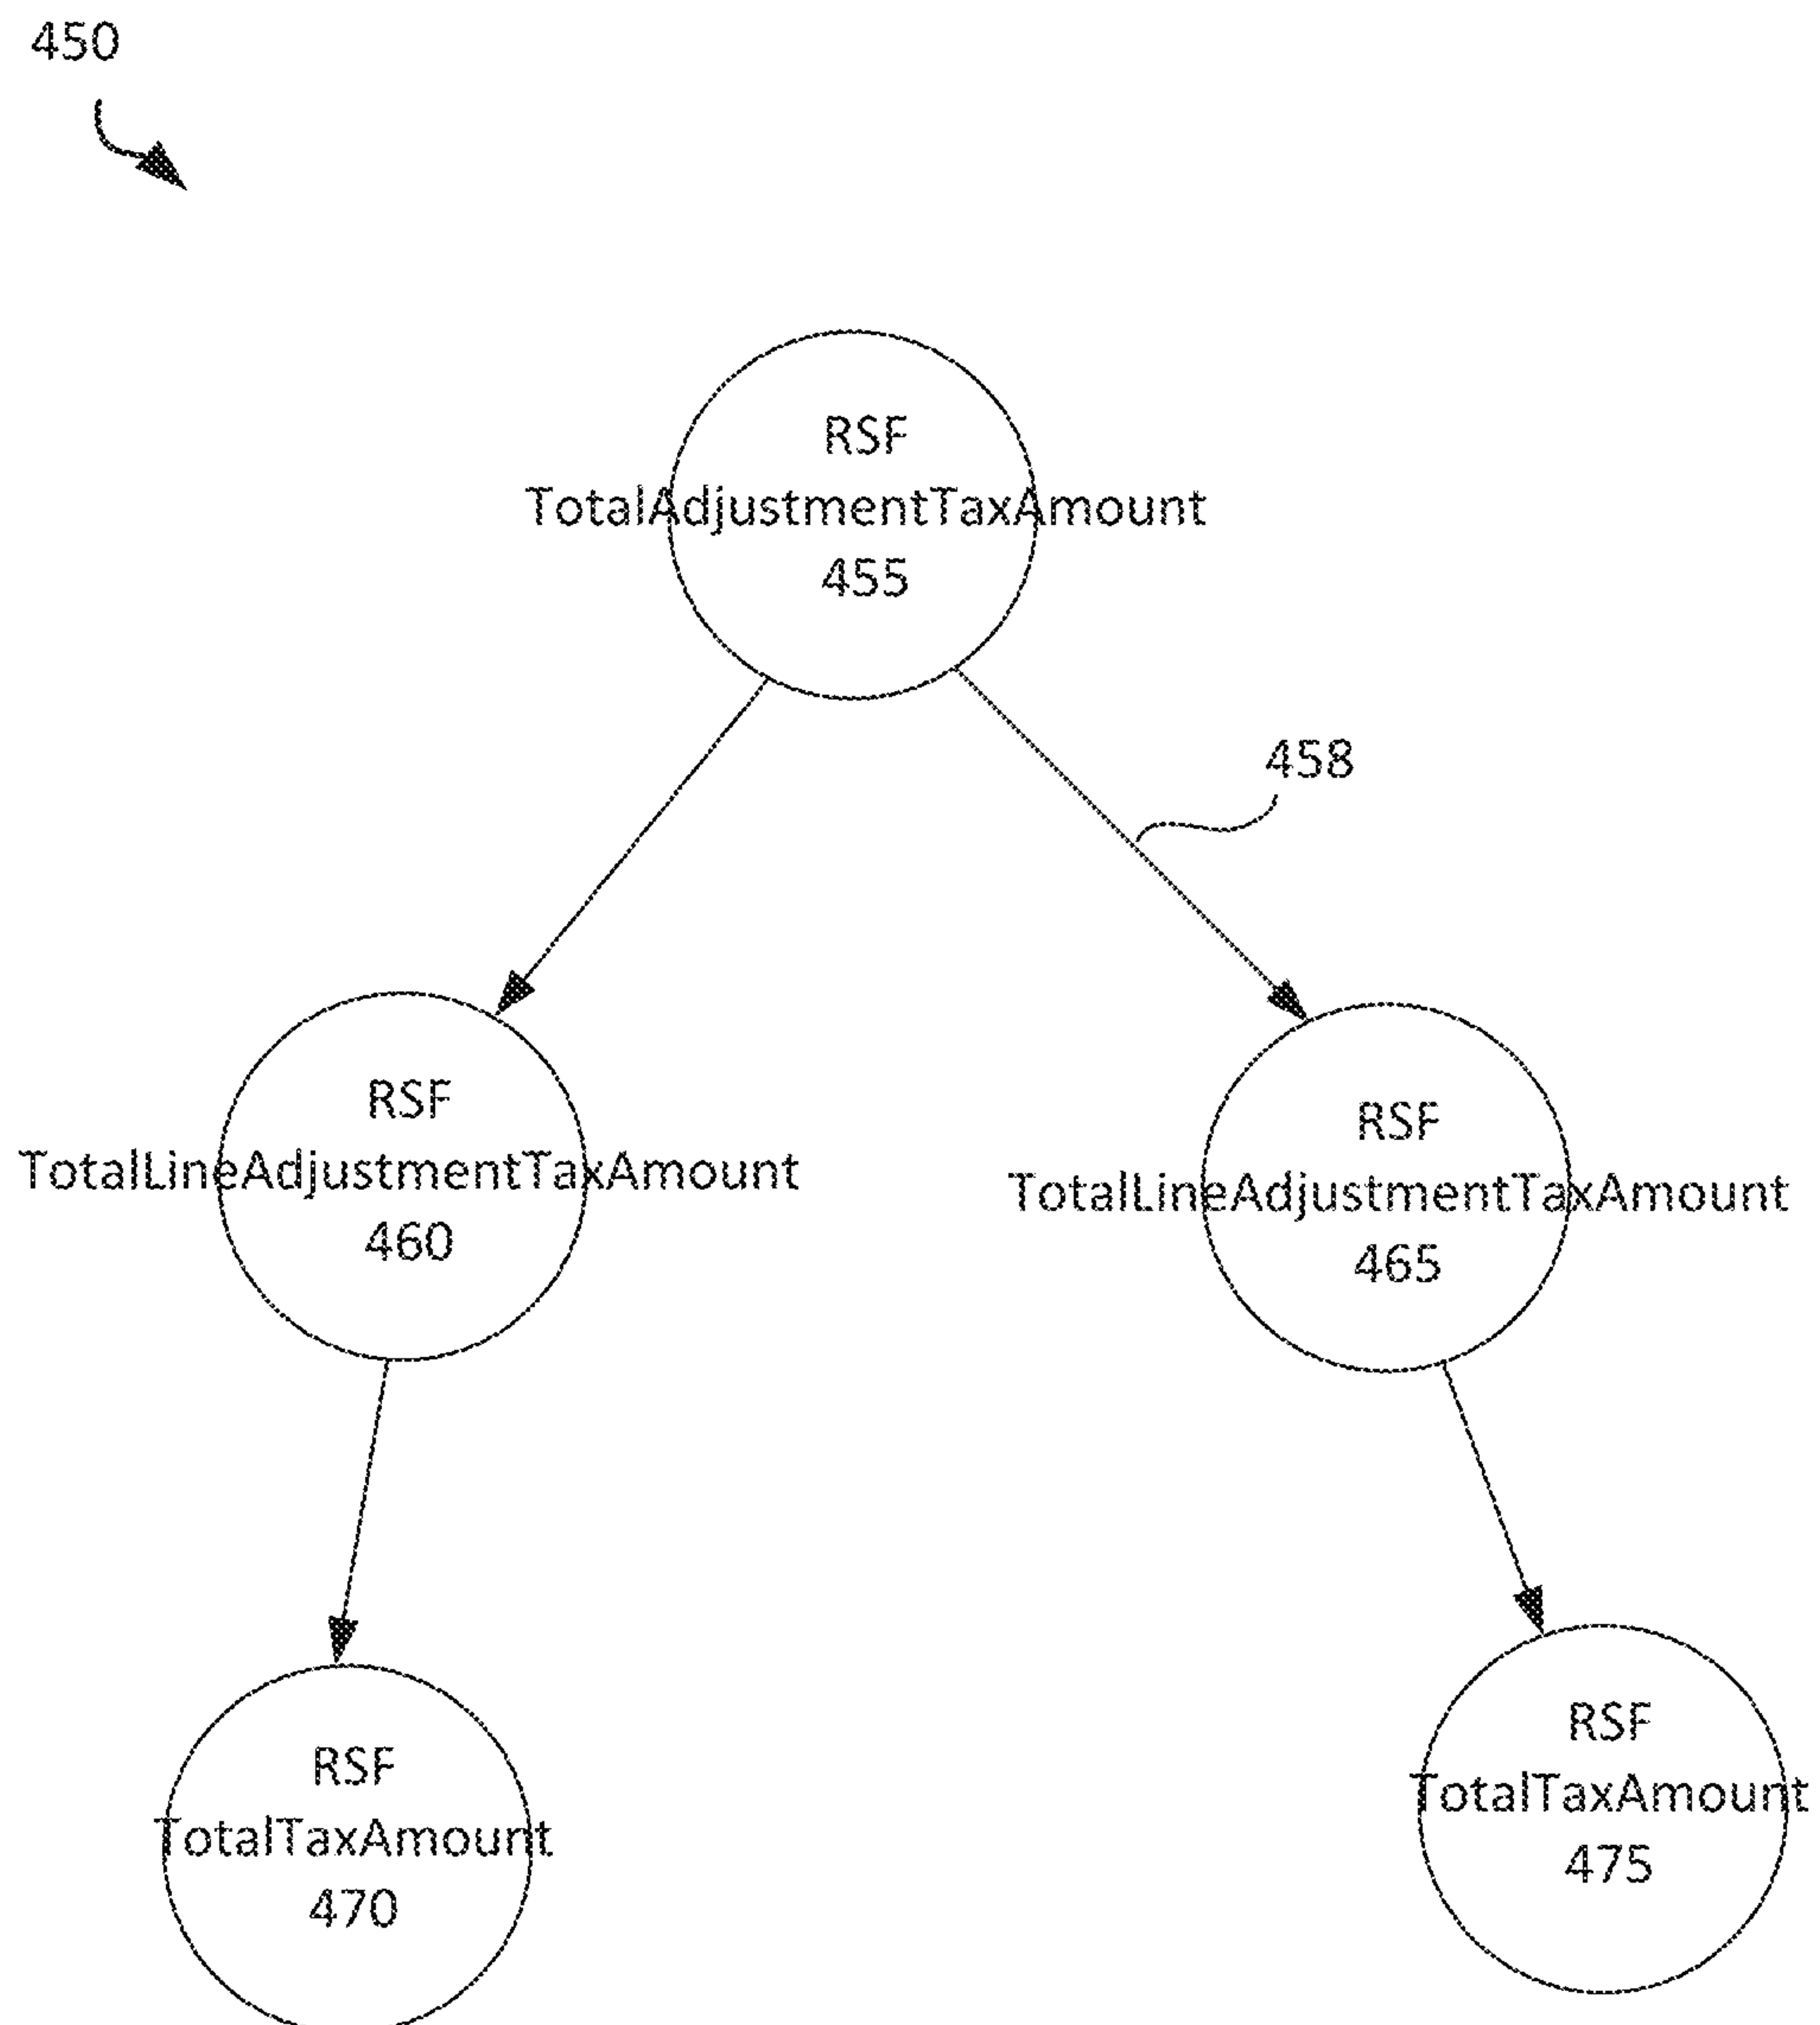 450
RSF
TotalAdjustmentTaxAmount
455
458
RSF
TotalLineAdjustmentTaxAmount
460
RSF
TotalLineAdjustmentTaxAmount
465
RSF
TotalTaxAmount
470
RSF
TotalTaxAmount
475